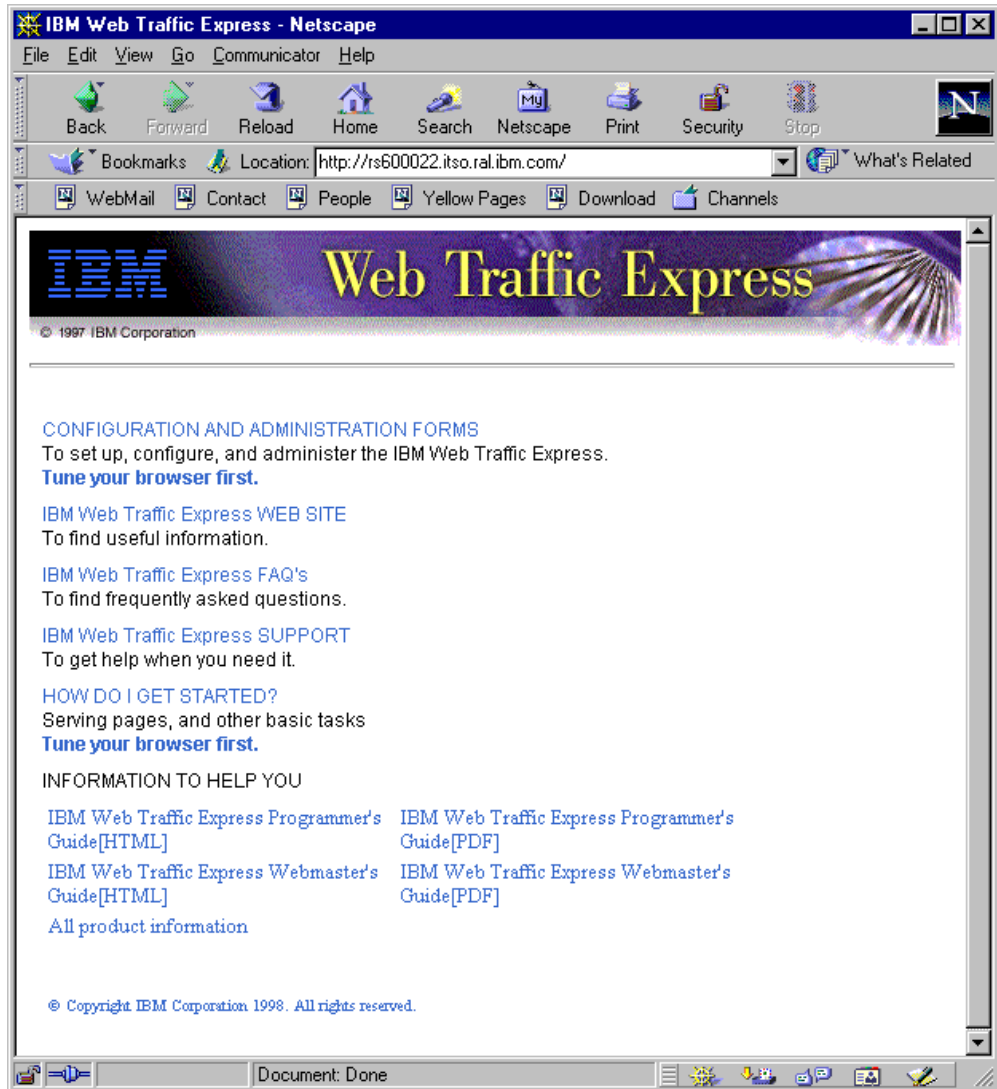 IBM Web Traffic Express - Netscape
File Edit View Go Communicator Help
Back Forward Reload Home Search Netscape Print Security Stop
My
N
Bookmarks Location: http://rs600022.itso.ral.ibm.com/ What's Related
WebMail Contact People Yellow Pages Download Channels
IBM Web Traffic Express
© 1997 IBM Corporation
CONFIGURATION AND ADMINISTRATION FORMS
To set up, configure, and administer the IBM Web Traffic Express.
Tune your browser first.
IBM Web Traffic Express WEB SITE
To find useful information.
IBM Web Traffic Express FAQ's
To find frequently asked questions.
IBM Web Traffic Express SUPPORT
To get help when you need it.
HOW DO I GET STARTED?
Serving pages, and other basic tasks
Tune your browser first.
INFORMATION TO HELP YOU
IBM Web Traffic Express Programmer's Guide[HTML]
IBM Web Traffic Express Programmer's Guide[PDF]
IBM Web Traffic Express Webmaster's Guide[HTML]
IBM Web Traffic Express Webmaster's Guide[PDF]
All product information
© Copyright IBM Corporation 1998. All rights reserved.
Document: Done